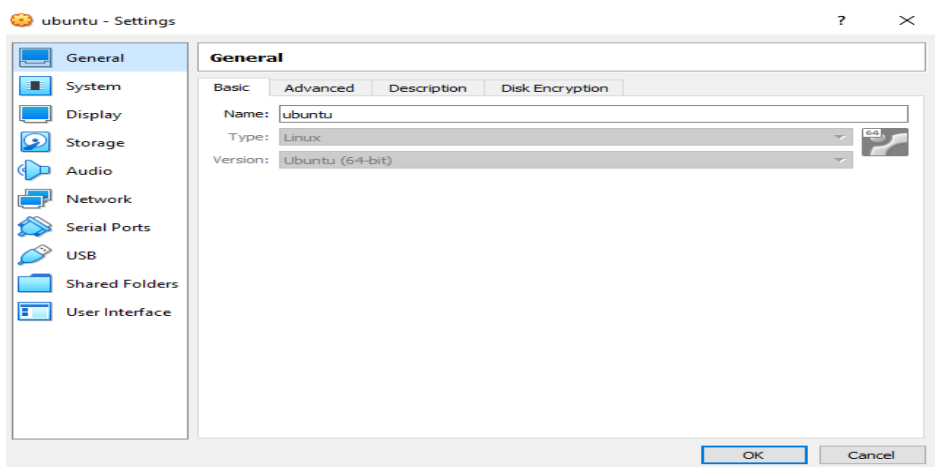 ubuntu - Settings
?
General
System
Display
Storage
Audio
Network
Serial Ports
USB
Shared Folders
User Interface
General
Basic Advanced Description Disk Encryption
Name: ubuntu
Type: Linux
64
Version: Ubuntu (64-bit)
OK Cancel